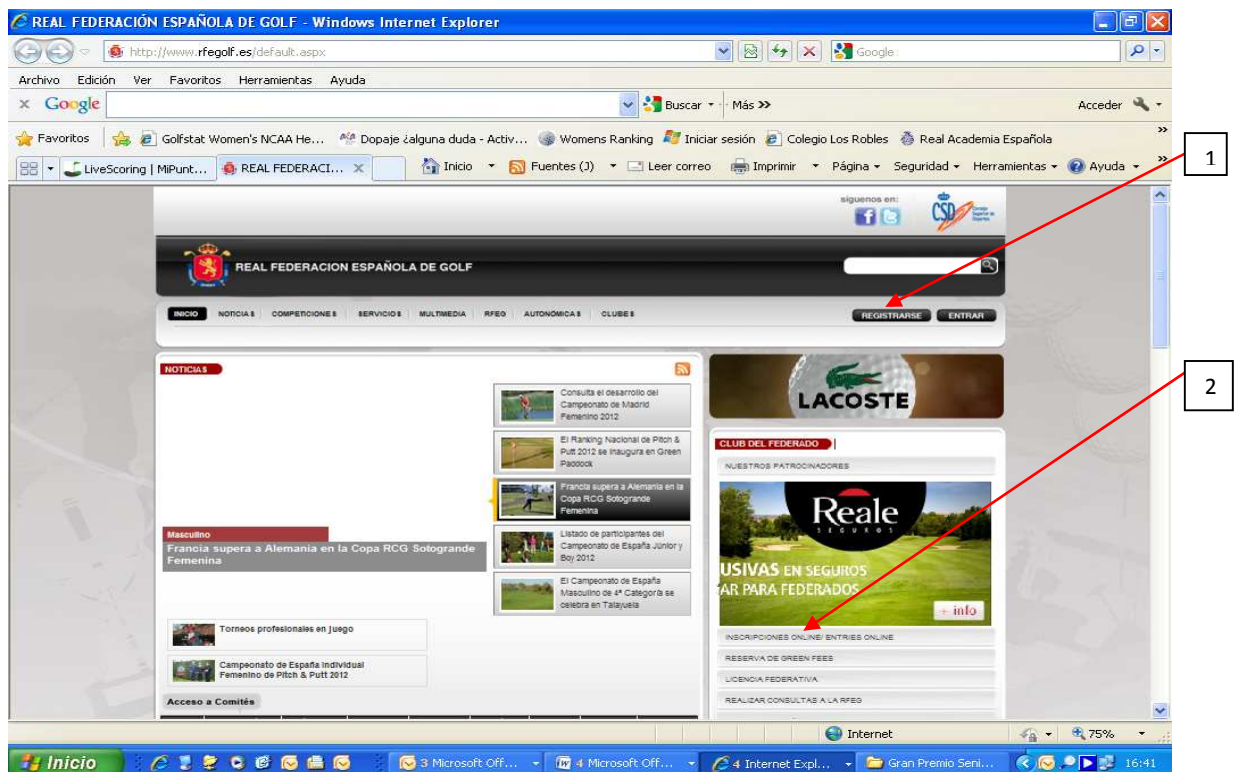 REAL FEDERACIÓN ESPAÑOLA DE GOLF - Windows Internet Explorer
http://www.rfegolf.es/default.aspx
Google
Archivo Edición Ver Favoritos Herramientas Ayuda
x Google
Buscar
Más >>
Acceder
Favoritos
Golfstat Women's NCAA He...
Dopaje ¿alguna duda - Activ...
Womens Ranking
Iniciar sesión
Colegio Los Robles
Real Academia Española
>>
LiveScoring | MiPunt...
REAL FEDERACI... X
Inicio
Fuentes (J)
Leer correo
Imprimir
Página
Seguridad
Herramientas
Ayuda
>>
1
síguenos en:
CSD
REAL FEDERACION ESPAÑOLA DE GOLF
INICIO NOTICIAS COMPETICIONES SERVICIOS MULTIMEDIA RFEG AUTONÓMICAS CLUBES
REGISTRARSE ENTRAR
NOTICIAS
Consulta el desarrollo del
Campeonato de Madrid
Femenino 2012
El Ranking Nacional de Pitch &
Putt 2012 se inaugura en Green
Paddock
Francia supera a Alemania en la
Copa RCG Sotogrande
Femenina
Listado de participantes del
Campeonato de España Júnior y
Boy 2012
El Campeonato de España
Masculino de 4ª Categoría se
celebra en Talayuela
Masculino
Francia supera a Alemania en la Copa RCG Sotogrande
Femenina
Torneos profesionales en juego
Campeonato de España Individual
Femenino de Pitch & Putt 2012
Acceso a Comités
LACOSTE
2
CLUB DEL FEDERADO
NUESTROS PATROCINADORES
Reale
SEGUROS
USIVAS EN SEGUROS
AR PARA FEDERADOS
+ info
INSCRIPCIONES ONLINE/ ENTRIES ONLINE
RESERVA DE GREEN FEES
LICENCIA FEDERATIVA
REALIZAR CONSULTAS A LA RFEG
Internet
75%
Inicio
3 Microsoft Off...
4 Microsoft Off...
4 Internet Expl...
Gran Premio Seni...
16:41